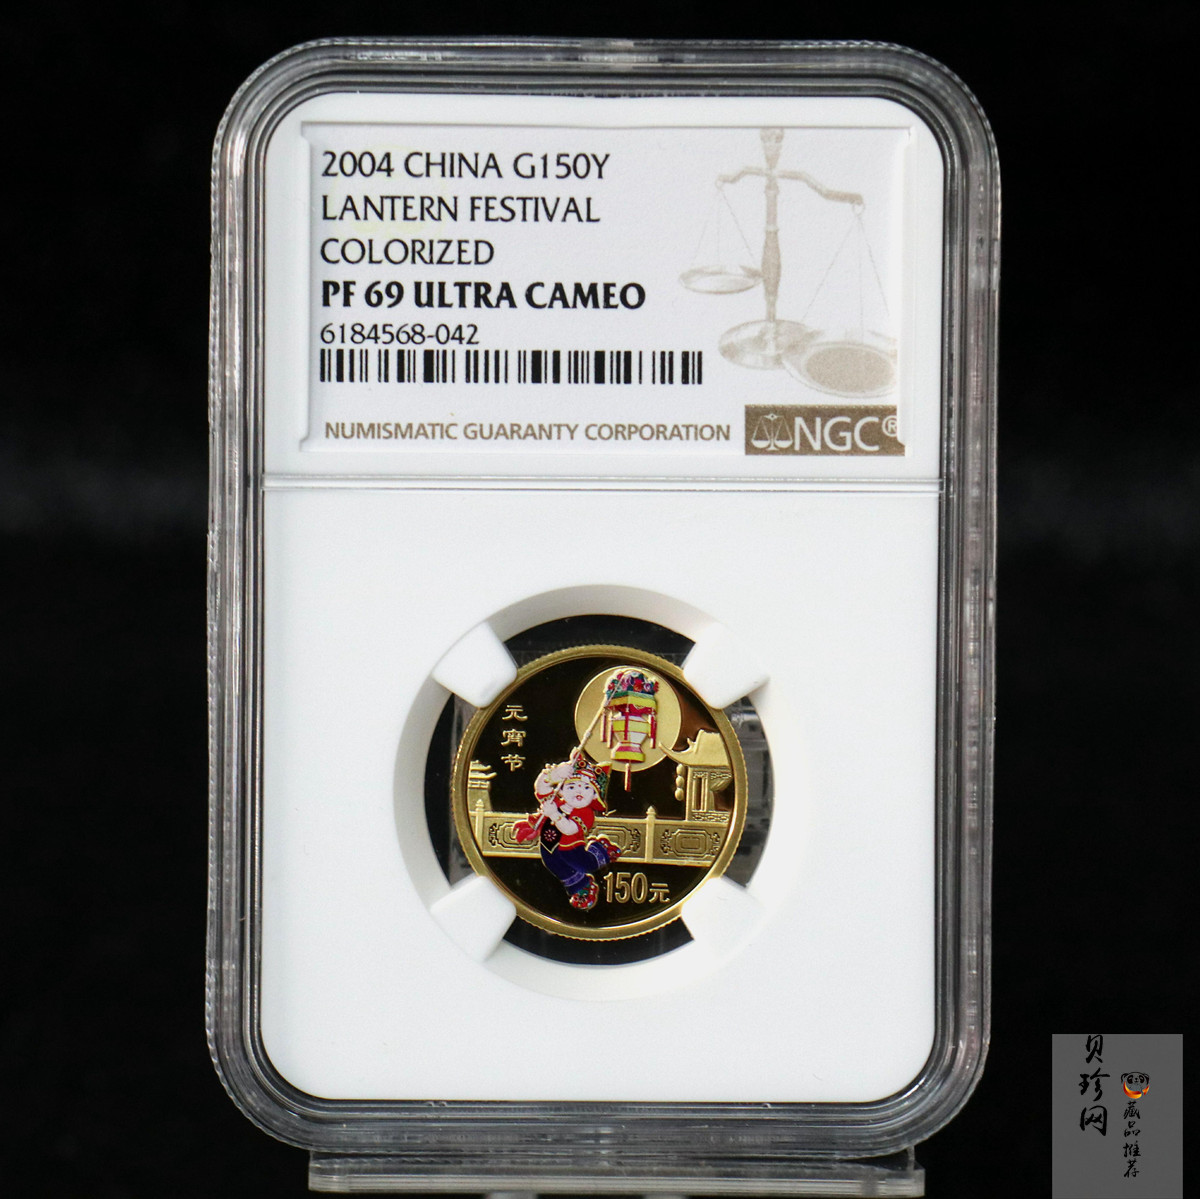 2004 CHINA G150Y
LANTERN FESTIVAL
COLORIZED
PF 69 ULTRA CAMEO
6184568-042
NUMISMATIC GUARANTY CORPORATION
NGC®
元宵节
150元
贝珍网
藏品推荐